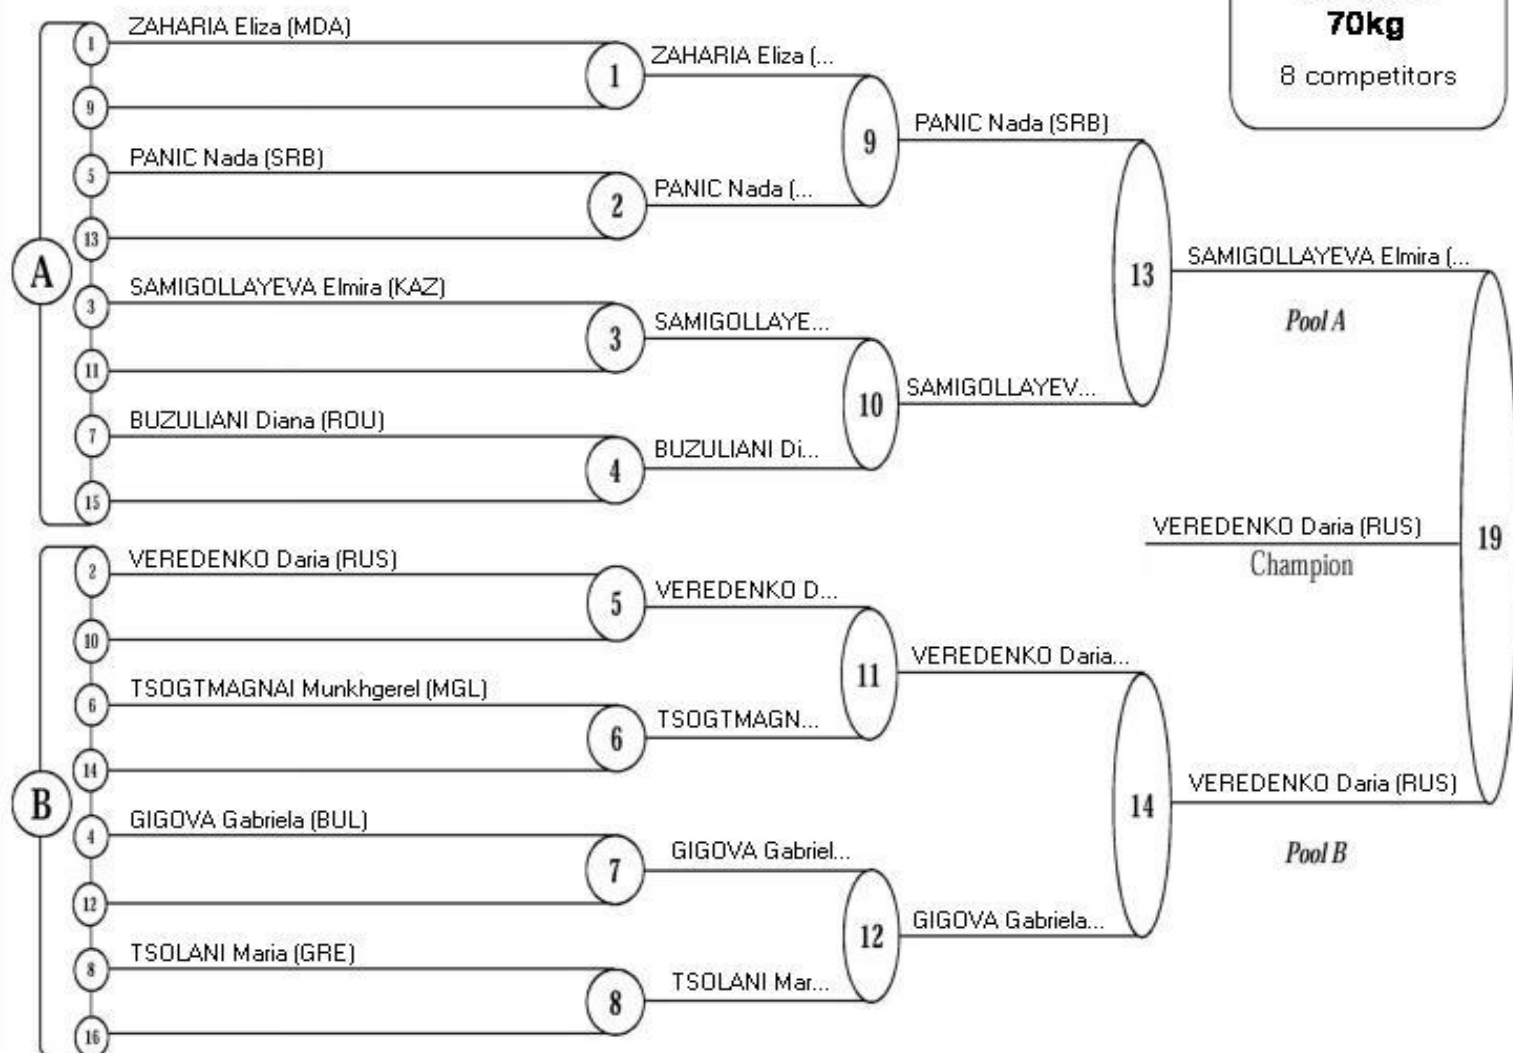 70kg
8 competitors
A
1 ZAHARIA Eliza (MDA)
9
1 ZAHARIA Eliza (...
5 PANIC Nada (SRB)
13
2 PANIC Nada (...
9 PANIC Nada (SRB)
3 SAMIGOLLAYEVA Elmira (KAZ)
11
3 SAMIGOLLAYE...
7 BUZULIANI Diana (ROU)
15
4 BUZULIANI Di...
10 SAMIGOLLAYEV...
13 SAMIGOLLAYEVA Elmira (...
Pool A
B
2 VEREDENKO Daria (RUS)
10
5 VEREDENKO D...
6 TSOGTMAGNAI Munkhgerel (MGL)
14
6 TSOGTMAGN...
11 VEREDENKO Daria...
4 GIGOVA Gabriela (BUL)
12
7 GIGOVA Gabriel...
8 TSOLANI Maria (GRE)
16
8 TSOLANI Mar...
12 GIGOVA Gabriela...
14 VEREDENKO Daria (RUS)
Pool B
VEREDENKO Daria (RUS) 19
Champion